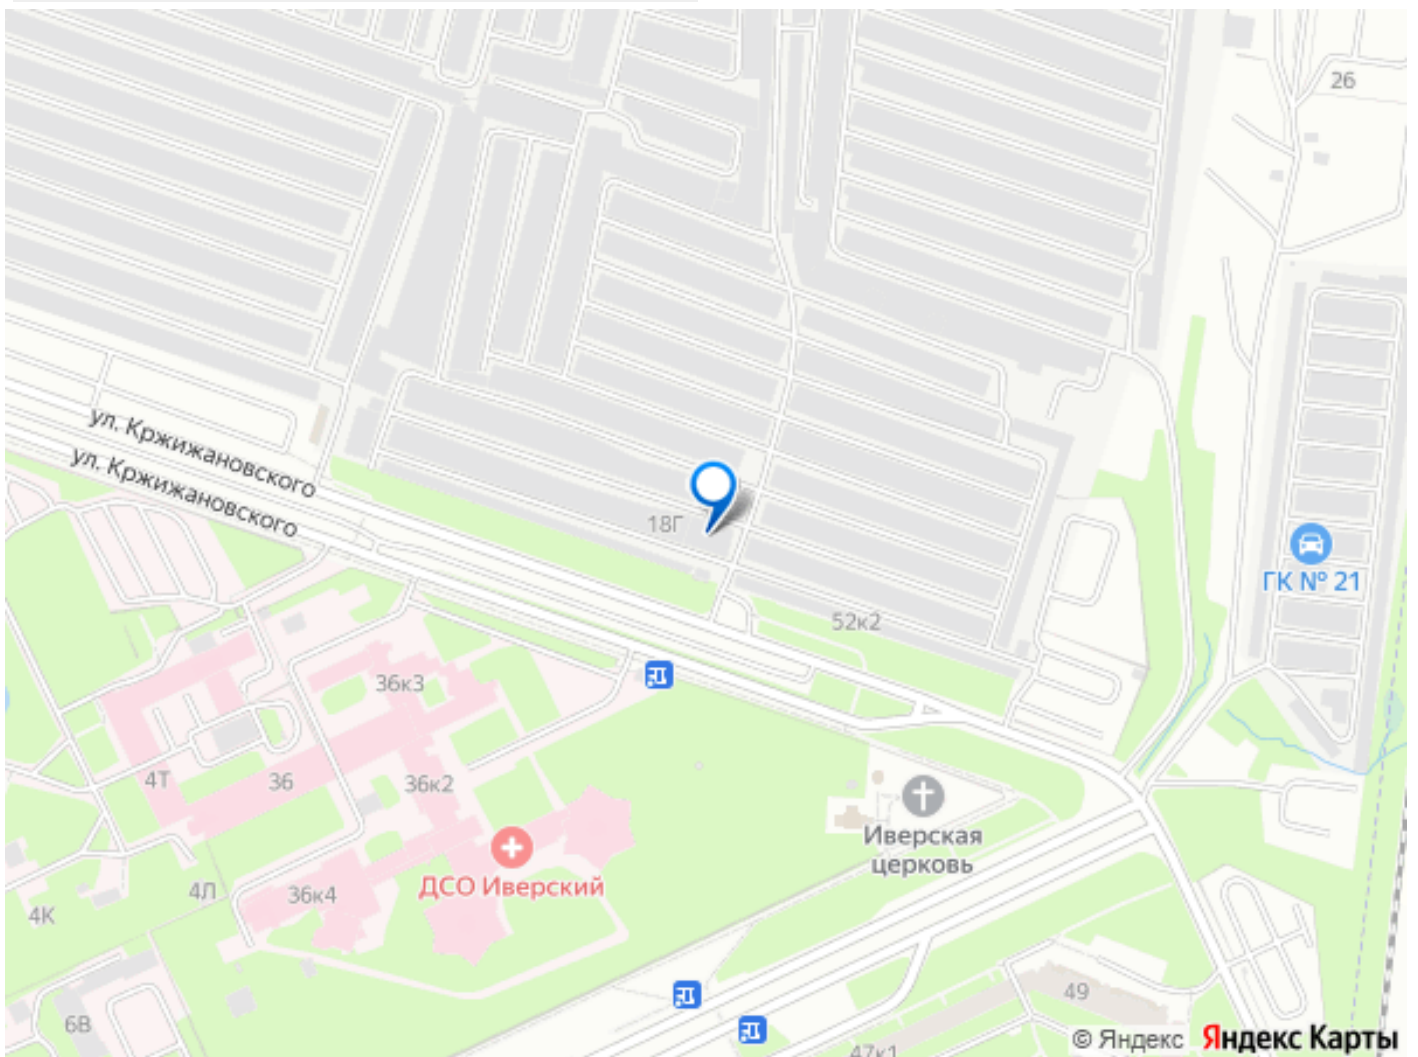 26
ул. Кржижановского
ул. Кржижановского
18Г
ГК № 21
52к2
36к3
4Т
36
36к2
Иверская
церковь
ДСО Иверский
4Л
36к4
4К
49
6В
47к1
© Яндекс Яндекс Карты